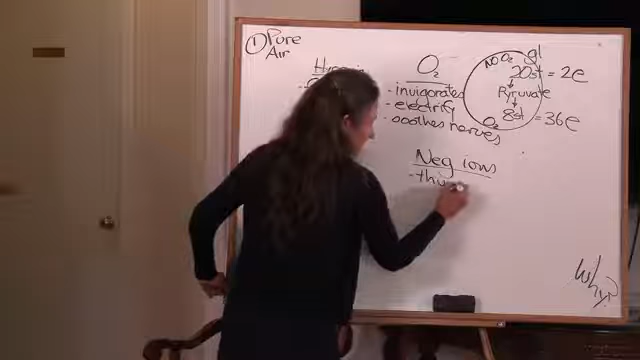 ① Pure
Air
O₂
- invigorates
- electrify
- soothes nerves
NO O₂ gl
20st = 2e
Pyruvate
O₂ 8st = 36e
Neg ions
Why?